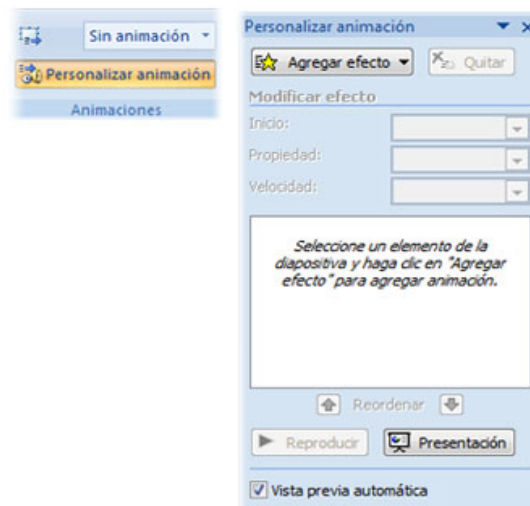 Sin animación
Personalizar animación
Animaciones
Personalizar animación
Agregar efecto
Quitar
Modificar efecto
Inicio:
Propiedad:
Velocidad:
Seleccione un elemento de la
diapositiva y haga clic en "Agregar
efecto" para agregar animación.
Reordenar
Reproducir
Presentación
Vista previa automática